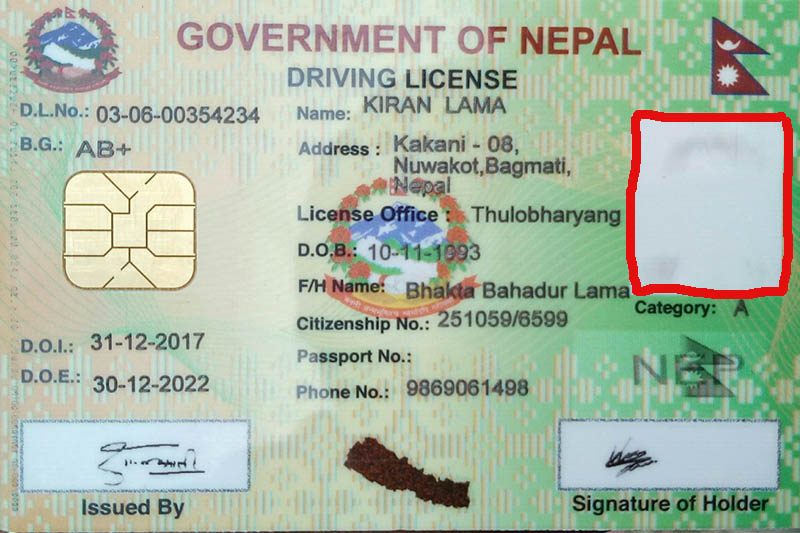 GOVERNMENT OF NEPAL
DRIVING LICENSE
D.L.No.: 03-06-00354234
Name: KIRAN LAMA
B.G.: AB+
Address : Kakani - 08,
Nuwakot,Bagmati,
Nepal
License Office : Thulobharyang
D.O.B.: 10-11-1993
F/H Name: Bhakta Bahadur Lama
Category: A
Citizenship No.: 251059/6599
D.O.I.: 31-12-2017
Passport No.:
NEP
D.O.E.: 30-12-2022
Phone No.: 9869061498
Issued By
Signature of Holder